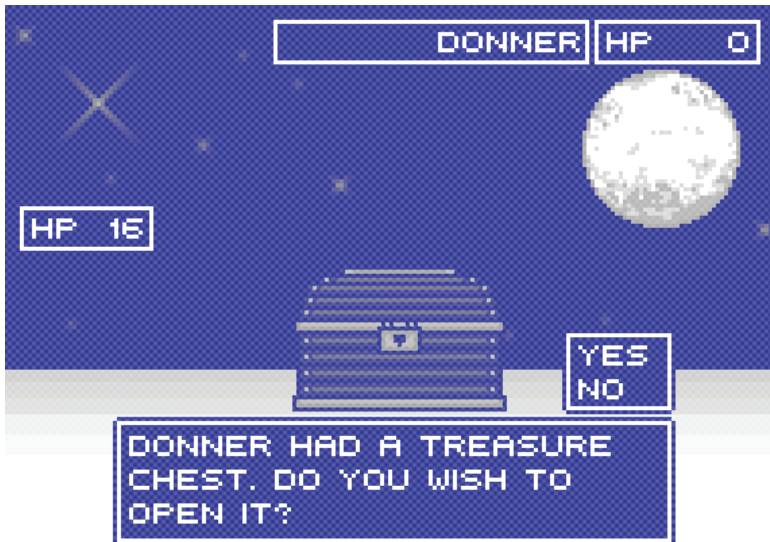 DONNER HP 0
HP 16
YES
NO
DONNER HAD A TREASURE
CHEST. DO YOU WISH TO
OPEN IT?